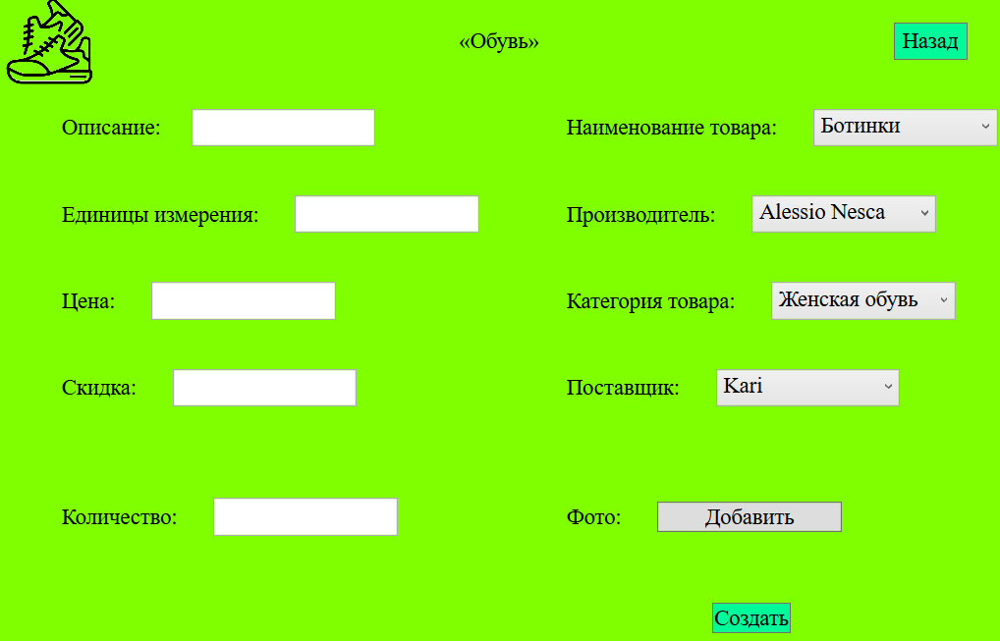 «Обувь»
Назад
Описание:
Наименование товара: Ботинки
Единицы измерения:
Производитель: Alessio Nesca
Цена:
Категория товара: Женская обувь
Скидка:
Поставщик: Kari
Количество:
Фото: Добавить
Создать